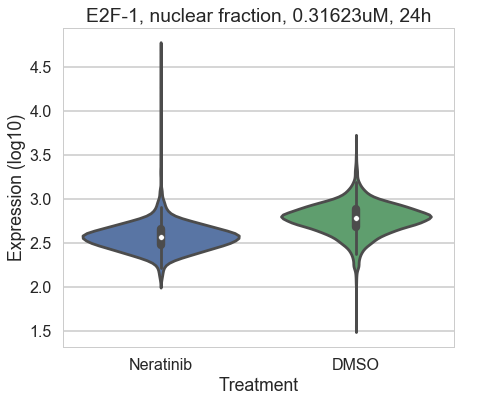 E2F-1, nuclear fraction, 0.31623uM, 24h
Expression (log10)
4.5
4.0
3.5
3.0
2.5
2.0
1.5
Neratinib DMSO
Treatment